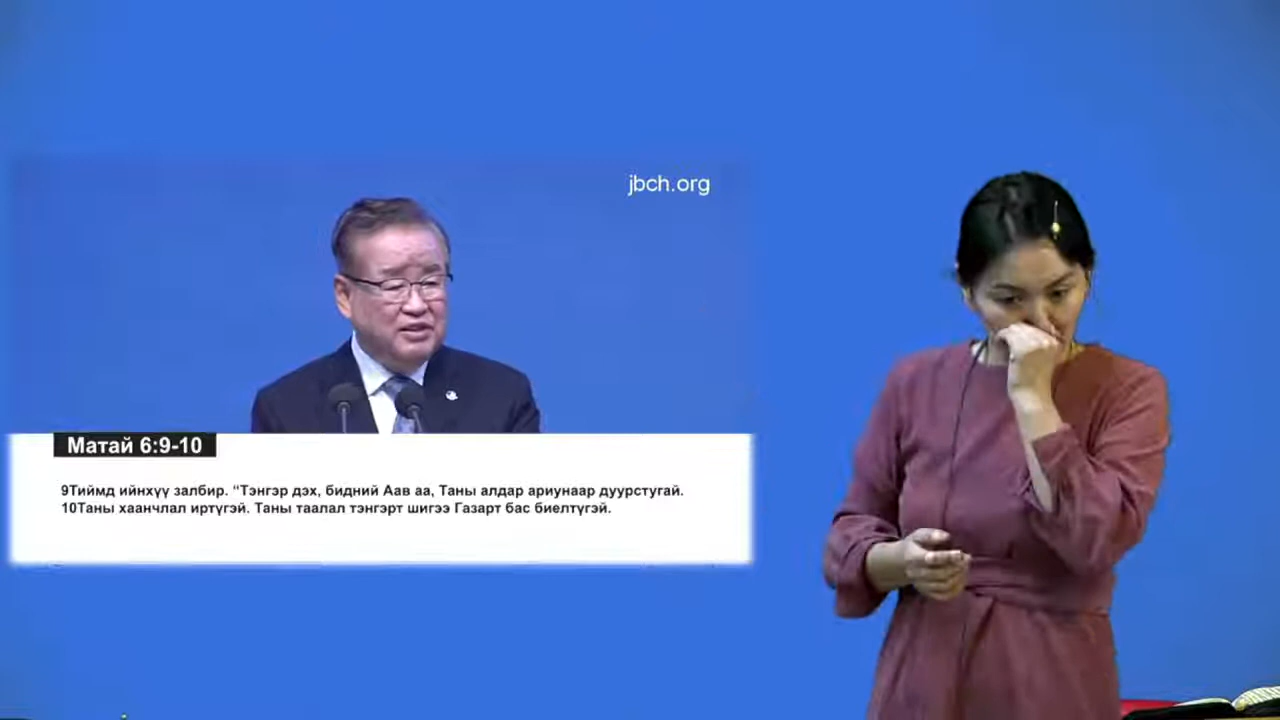 jbch.org
Матай 6:9-10
9Тиймд ийнхүү залбир. “Тэнгэр дэх, бидний Аав аа, Таны алдар ариунаар дуурстугай.
10Таны хаанчлал иртүгэй. Таны таалал тэнгэрт шигээ Газарт бас биелтүгэй.